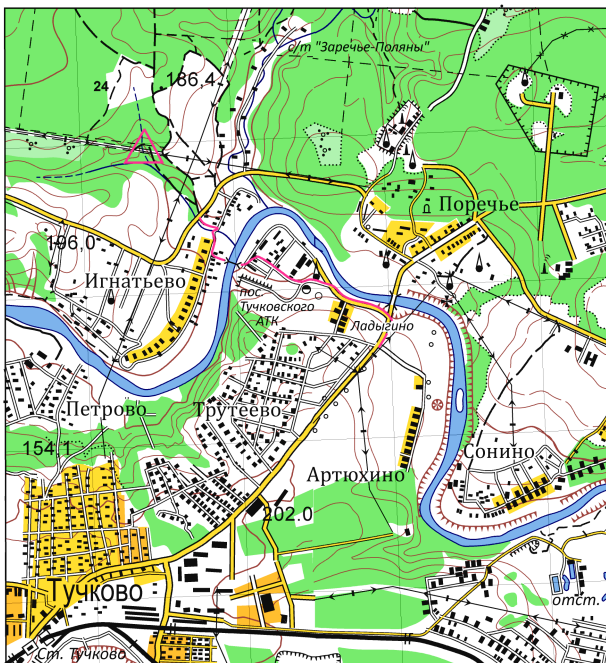 с/т "Заречье-Поляны"
186,4
24
Поречье
196,0
Игнатьево
пос.
Тучковского
АТК
Ладыгино
Петрово
Трутеево
154,1
Сонино
Артюхино
202.0
Тучково
отст.
Ст. Тучково